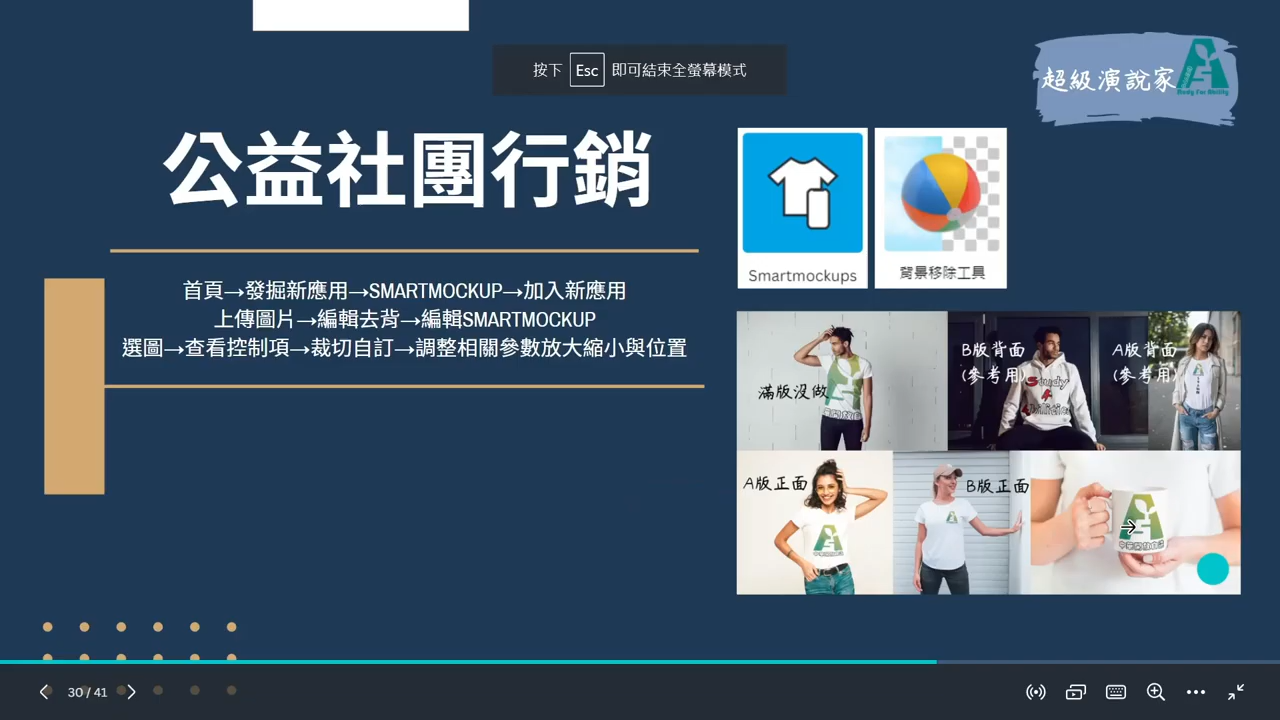 按下 Esc 即可結束全螢幕模式
超級演說家
Study For Ability
公益社團行銷
首頁→發掘新應用→SMARTMOCKUP→加入新應用
上傳圖片→編輯去背→編輯SMARTMOCKUP
選圖→查看控制項→裁切自訂→調整相關參數放大縮小與位置
Smartmockups
背景移除工具
滿版沒做
B版背面
(參考用)
Study
4
Abilities
A版背面
(參考用)
A版正面
B版正面
30 / 41